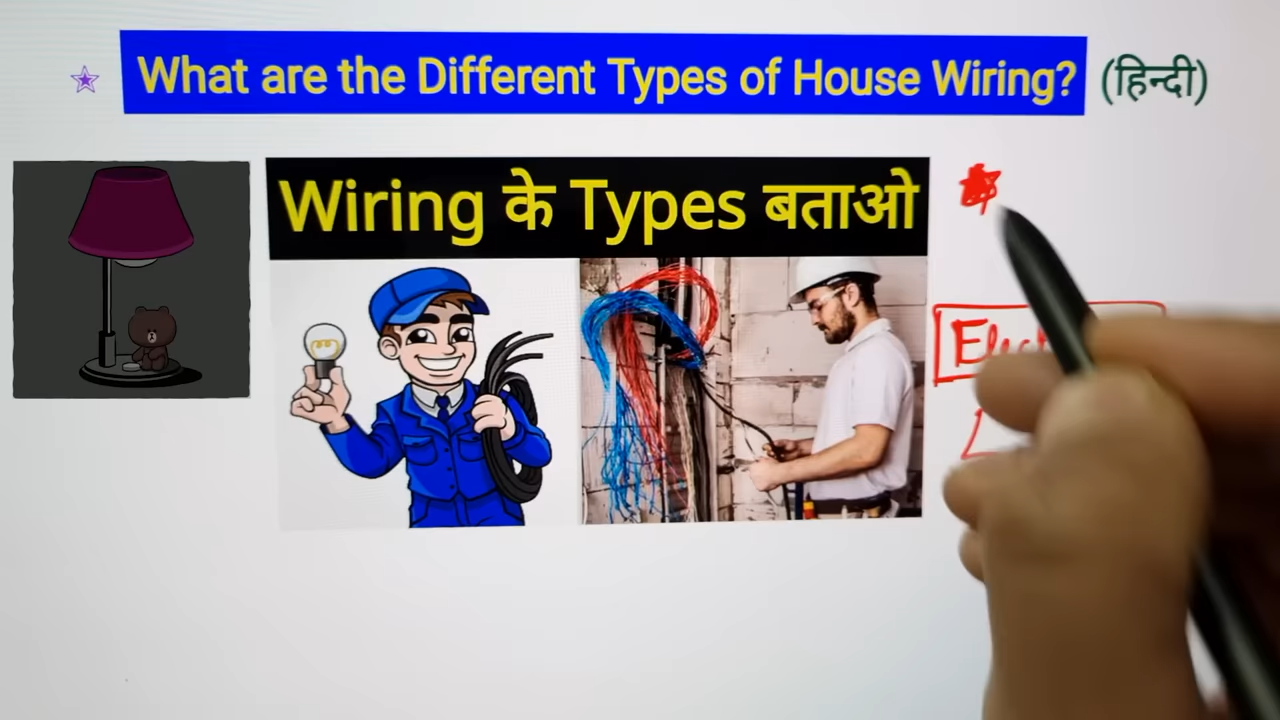 What are the Different Types of House Wiring? (हिन्दी)
Wiring के Types बताओ